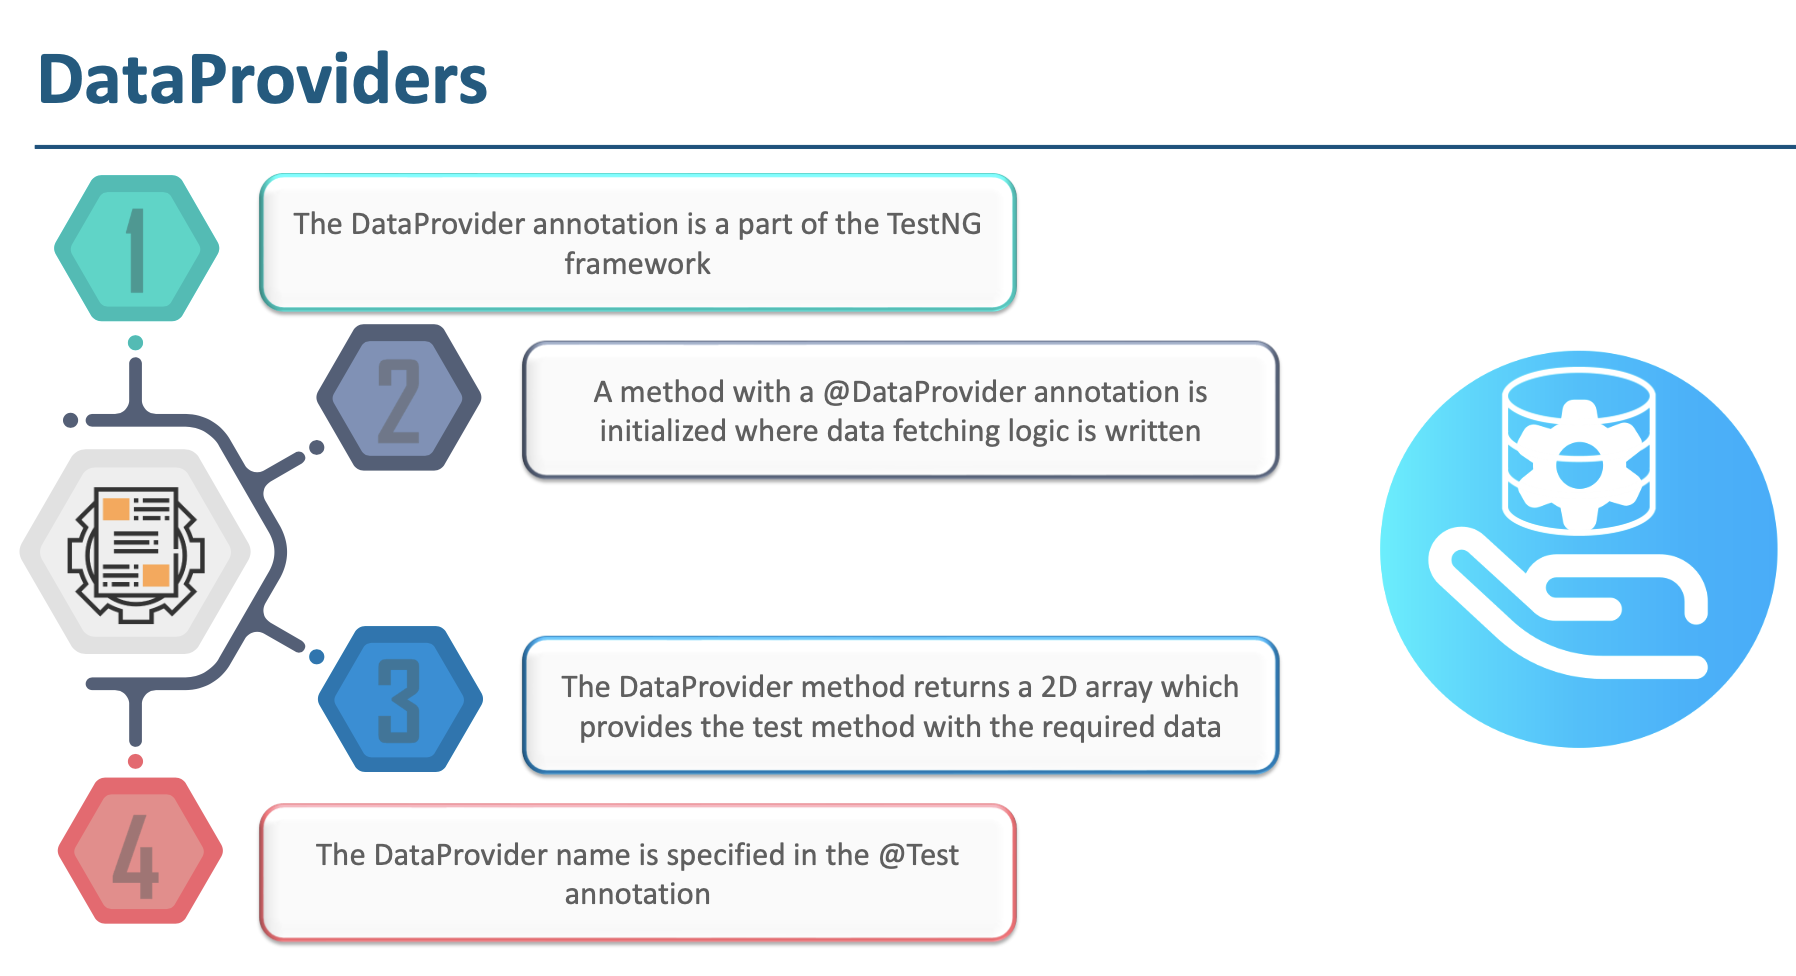 DataProviders
1
The DataProvider annotation is a part of the TestNG
framework
2
A method with a @DataProvider annotation is
initialized where data fetching logic is written
3
The DataProvider method returns a 2D array which
provides the test method with the required data
4
The DataProvider name is specified in the @Test
annotation